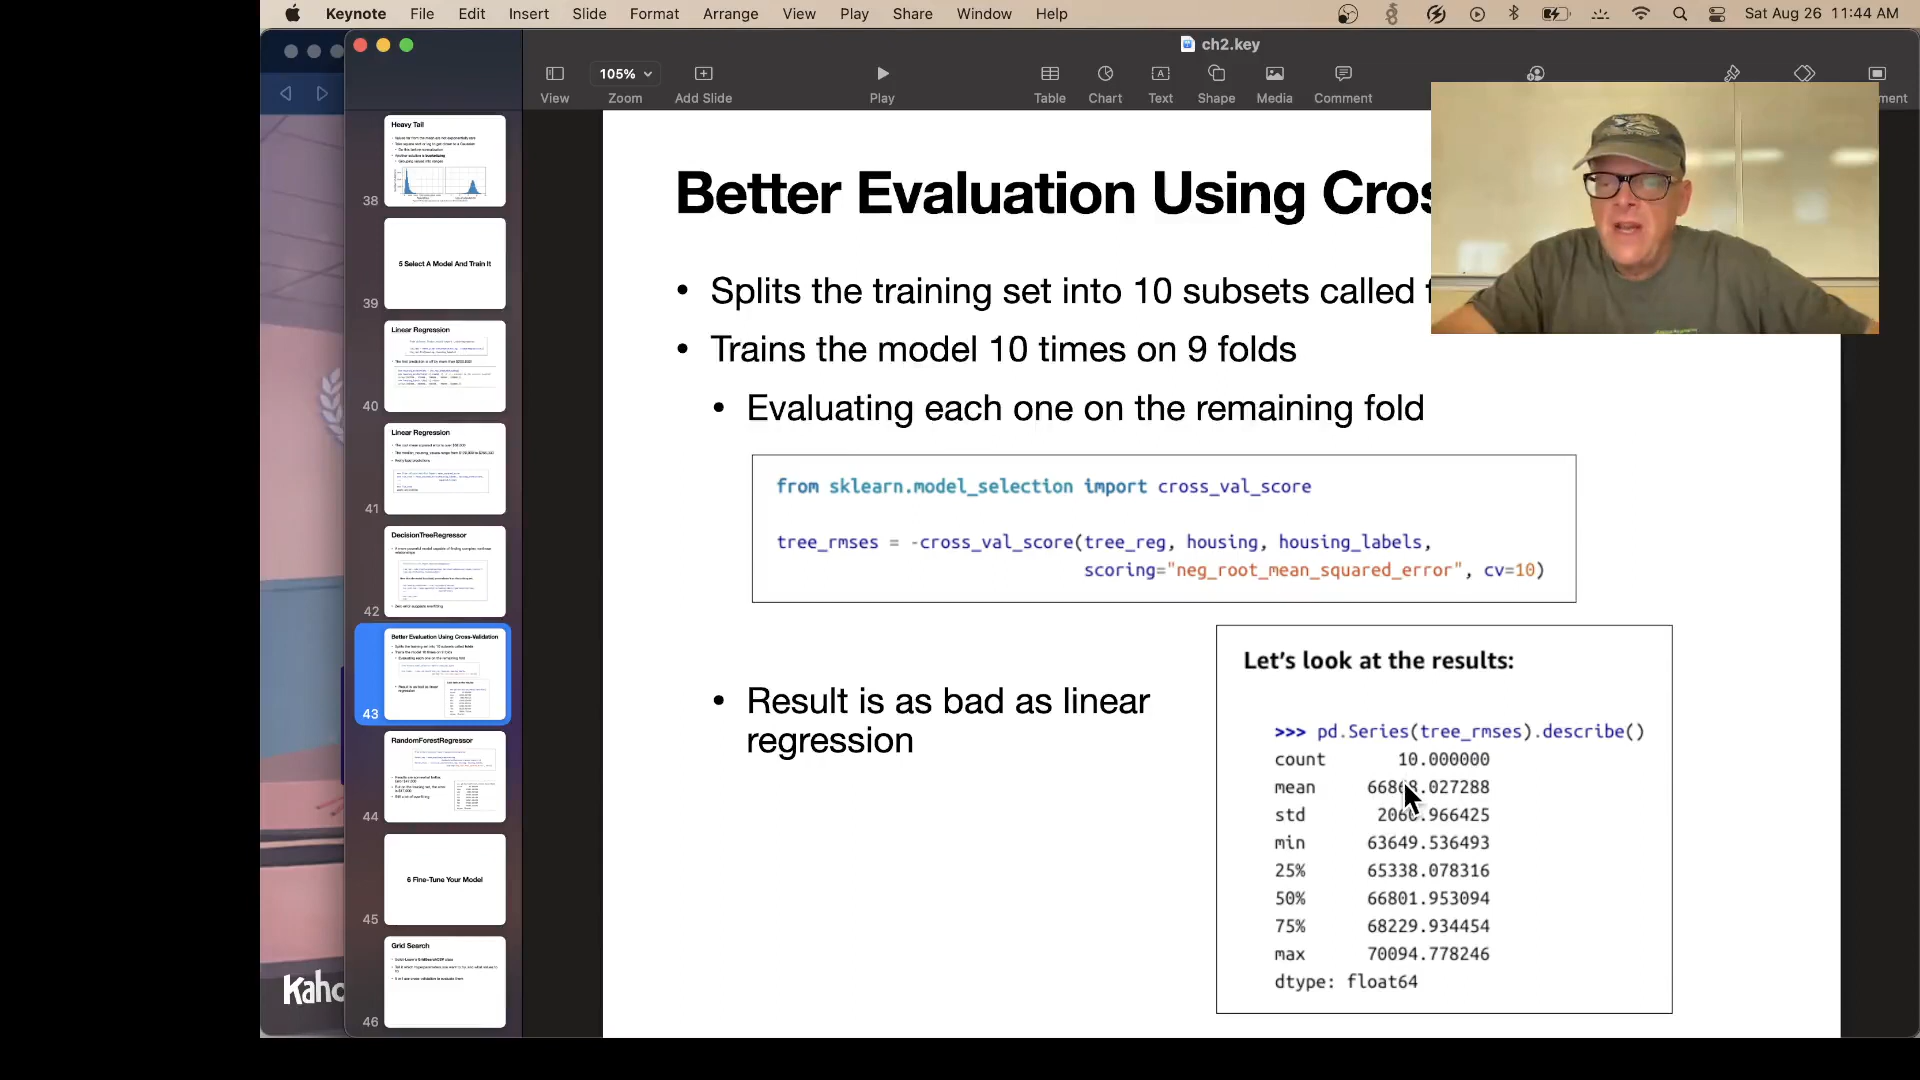 Keynote File Edit Insert Slide Format Arrange View Play Share Window Help Sat Aug 26 11:44 AM
ch2.key
105%
View Zoom Add Slide Play Table Chart Text Shape Media Comment
Heavy Tail
38
5 Select A Model And Train It
39
Linear Regression
40
Linear Regression
41
DecisionTreeRegressor
42
Better Evaluation Using Cross-Validation
43
RandomForestRegressor
44
6 Fine-Tune Your Model
45
Grid Search
46
Better Evaluation Using Cros
• Splits the training set into 10 subsets called
• Trains the model 10 times on 9 folds
• Evaluating each one on the remaining fold
from sklearn.model_selection import cross_val_score
tree_rmses = -cross_val_score(tree_reg, housing, housing_labels,
scoring="neg_root_mean_squared_error", cv=10)
• Result is as bad as linear
regression
Let's look at the results:
>>> pd.Series(tree_rmses).describe()
count 10.000000
mean 66868.027288
std 2060.966425
min 63649.536493
25% 65338.078316
50% 66801.953094
75% 68229.934454
max 70094.778246
dtype: float64
Kaho